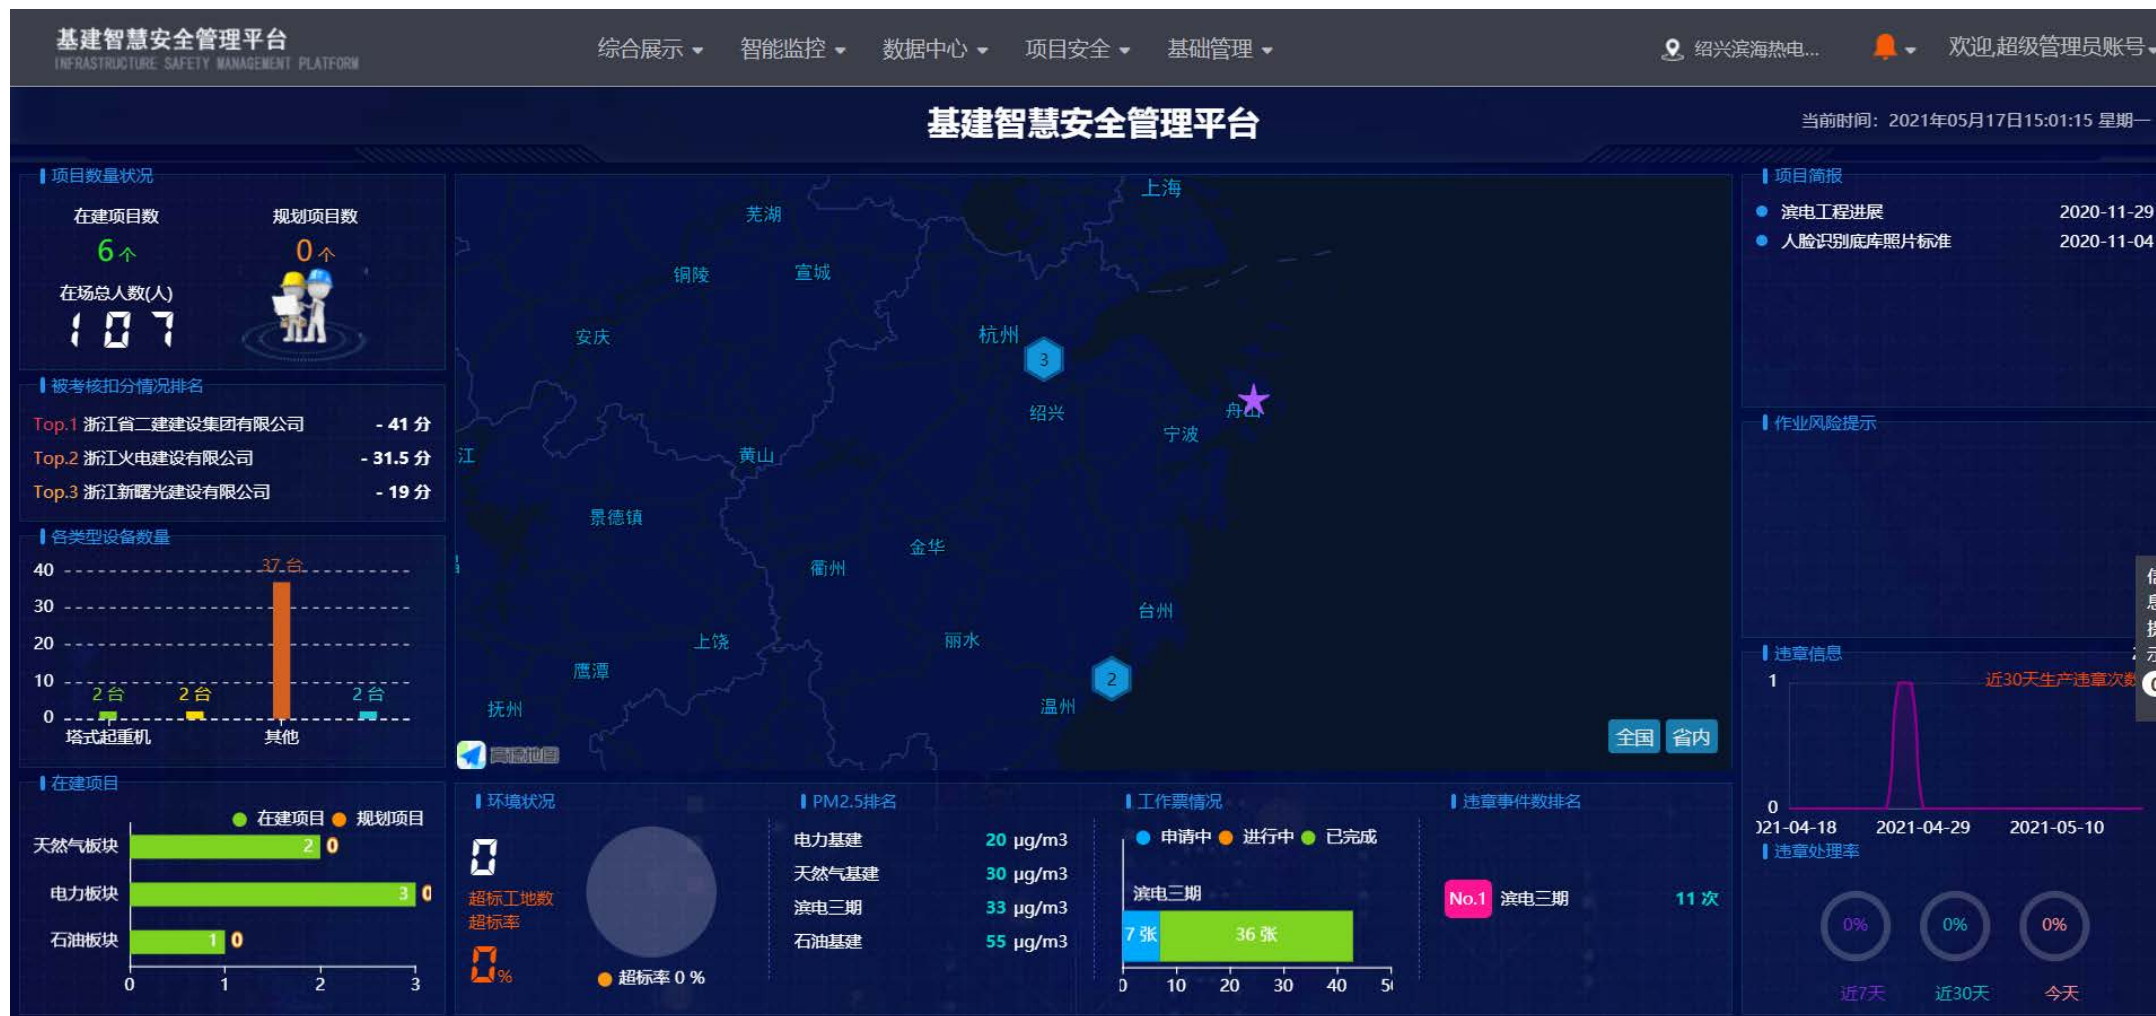 基建智慧安全管理平台
INFRASTRUCTURE SAFETY MANAGEMENT PLATFORM
综合展示 智能监控 数据中心 项目安全 基础管理
绍兴滨海热电... 欢迎,超级管理员账号
基建智慧安全管理平台
当前时间：2021年05月17日15:01:15 星期一
项目数量状况
在建项目数 规划项目数
6个 0个
在场总人数(人)
107
被考核扣分情况排名
Top.1 浙江省二建建设集团有限公司 - 41 分
Top.2 浙江火电建设有限公司 - 31.5 分
Top.3 浙江新曙光建设有限公司 - 19 分
各类型设备数量
40
30
20
10
0
2 台 2 台 37 台 2 台
塔式起重机 其他
在建项目
在建项目 规划项目
天然气板块 2 0
电力板块 3 0
石油板块 1 0
0 1 2 3
上海
芜湖
铜陵 宣城
安庆
杭州
3
绍兴
舟山
宁波
江
黄山
景德镇
金华
衢州
台州
上饶
丽水
鹰潭
2
抚州
温州
高德地图
全国 省内
环境状况
0
超标工地数
超标率
0%
超标率 0 %
PM2.5排名
电力基建 20 μg/m3
天然气基建 30 μg/m3
滨电三期 33 μg/m3
石油基建 55 μg/m3
工作票情况
申请中 进行中 已完成
滨电三期
7 张 36 张
0 10 20 30 40
违章事件数排名
No.1 滨电三期 11 次
项目简报
滨电工程进展 2020-11-29
人脸识别底库照片标准 2020-11-04
作业风险提示
违章信息
近30天生产违章次数
1
0
021-04-18 2021-04-29 2021-05-10
违章处理率
0% 0% 0%
近7天 近30天 今天
信
息
提
示